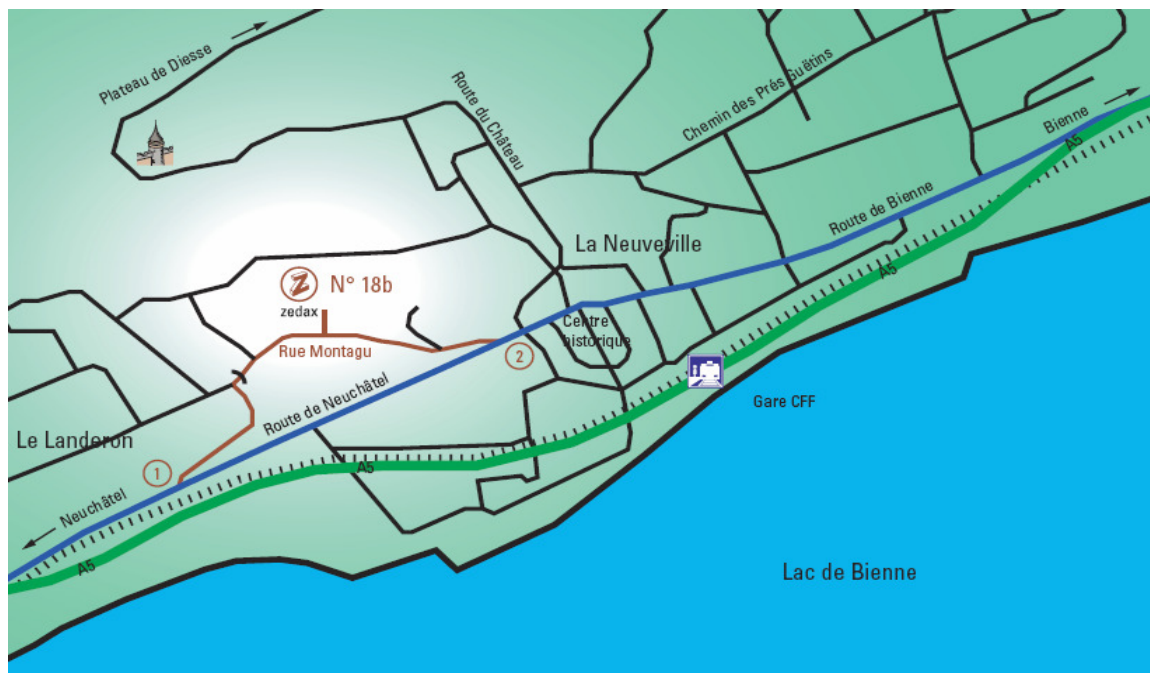 Plateau de Diesse
Route du Château
Chemin des Prés Guëtins
Bienne
A5
Route de Bienne
La Neuveville
A5
Z N° 18b
zedax
Centre
historique
Rue Montagu
2
Route de Neuchâtel
Gare CFF
Le Landeron
1
A5
Neuchâtel
A5
Lac de Bienne